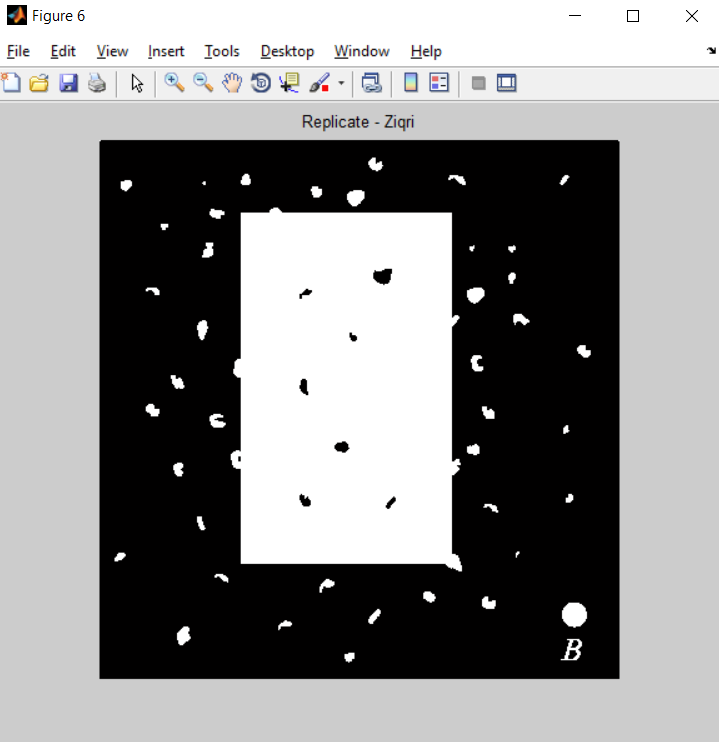 Figure 6
File Edit View Insert Tools Desktop Window Help
Replicate - Ziqri
B